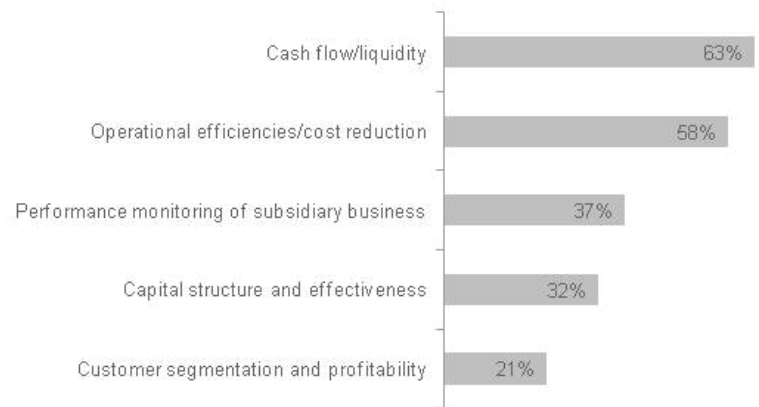 Cash flow/liquidity 63%
Operational efficiencies/cost reduction 58%
Performance monitoring of subsidiary business 37%
Capital structure and effectiveness 32%
Customer segmentation and profitability 21%